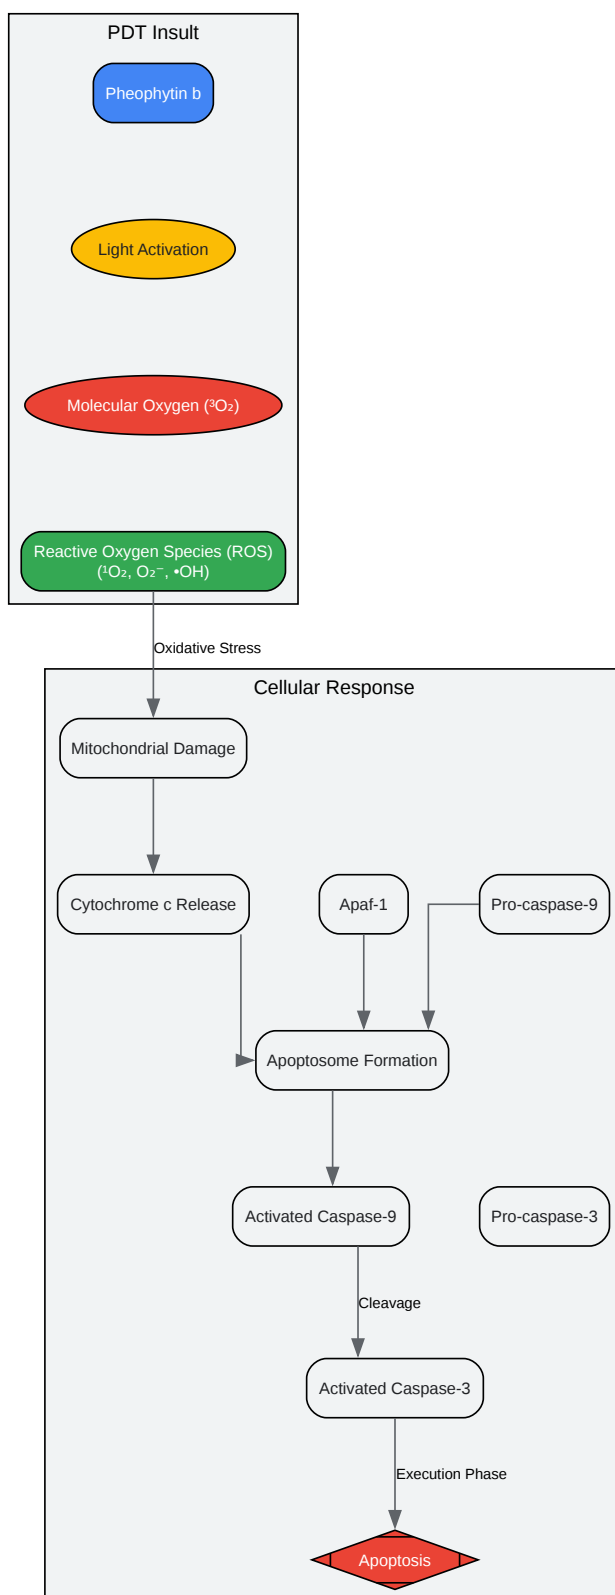 PDT Insult
Pheophytin b
Light Activation
Molecular Oxygen (³O₂)
Reactive Oxygen Species (ROS)
(¹O₂, O₂⁻, •OH)
Oxidative Stress
Cellular Response
Mitochondrial Damage
Cytochrome c Release
Apaf-1
Pro-caspase-9
Apoptosome Formation
Activated Caspase-9
Pro-caspase-3
Cleavage
Activated Caspase-3
Execution Phase
Apoptosis